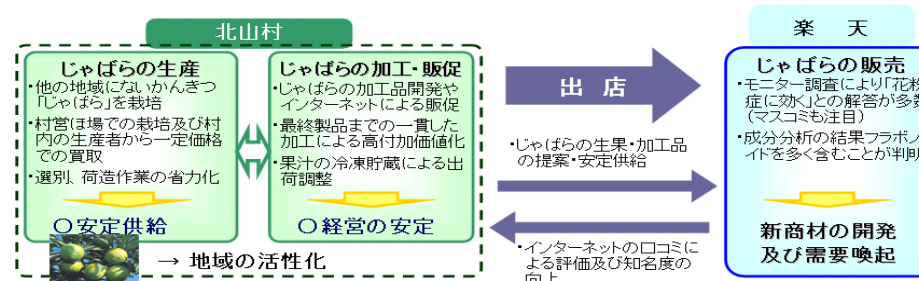 北山村
じゃばらの生産
・他の地域にないかんきつ
「じゃばら」を栽培
・村営ほ場での栽培及び村
内の生産者から一定価格
での買取
・選別、荷造作業の省力化
〇安定供給
じゃばらの加工・販促
・じゃばらの加工品開発や
インターネットによる販促
・最終製品までの一貫した
加工による高付加価値化
・果汁の冷凍貯蔵による出
荷調整
〇経営の安定
→ 地域の活性化
出 店
・じゃばらの生果・加工品
の提案・安定供給
・インターネットの口コミに
よる評価及び知名度の
向上
楽 天
じゃばらの販売
・モニター調査により「花粉
症に効く」との解答が多数
(マスコミも注目)
・成分分析の結果フラボノ
イドを多く含むことが判明
新商材の開発
及び需要喚起